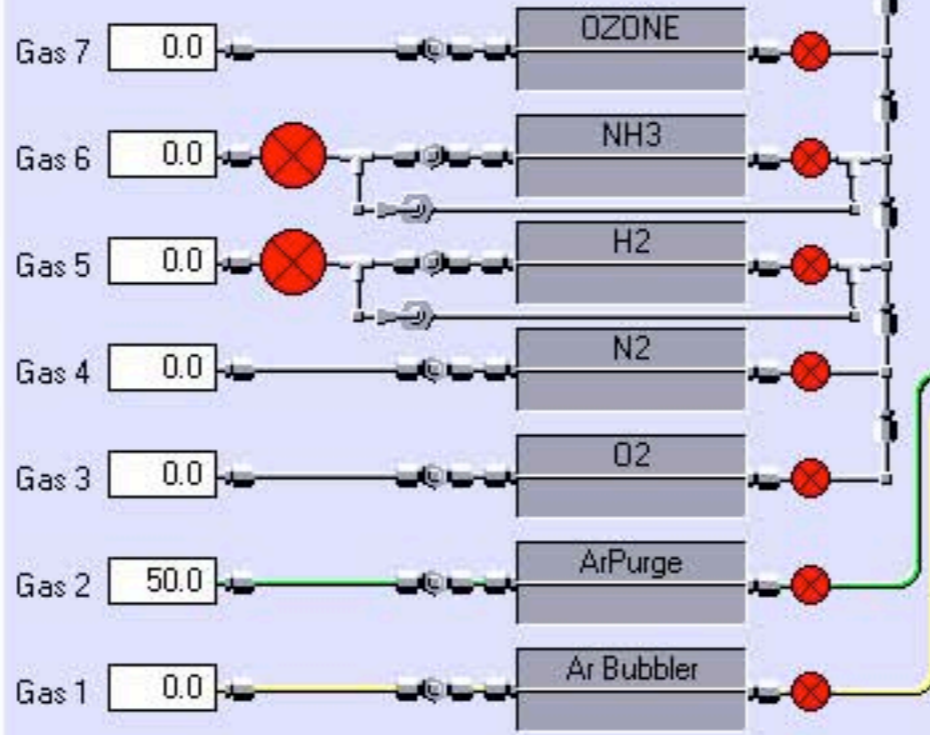 Gas 7 0.0 OZONE
Gas 6 0.0 NH3
Gas 5 0.0 H2
Gas 4 0.0 N2
Gas 3 0.0 O2
Gas 2 50.0 ArPurge
Gas 1 0.0 Ar Bubbler